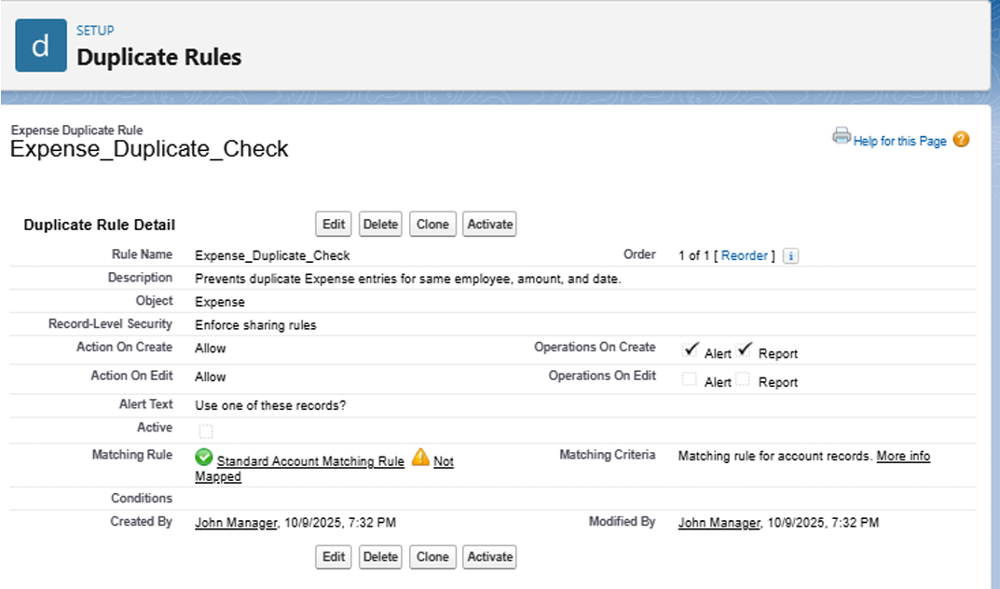 d
SETUP
Duplicate Rules
Expense Duplicate Rule
Expense_Duplicate_Check
Help for this Page ?
Duplicate Rule Detail Edit Delete Clone Activate
Rule Name Expense_Duplicate_Check Order 1 of 1 [ Reorder ] i
Description Prevents duplicate Expense entries for same employee, amount, and date.
Object Expense
Record-Level Security Enforce sharing rules
Action On Create Allow Operations On Create Alert Report
Action On Edit Allow Operations On Edit Alert Report
Alert Text Use one of these records?
Active
Matching Rule Standard Account Matching Rule Not Matching Criteria Matching rule for account records. More info
Mapped
Conditions
Created By John Manager, 10/9/2025, 7:32 PM Modified By John Manager, 10/9/2025, 7:32 PM
Edit Delete Clone Activate